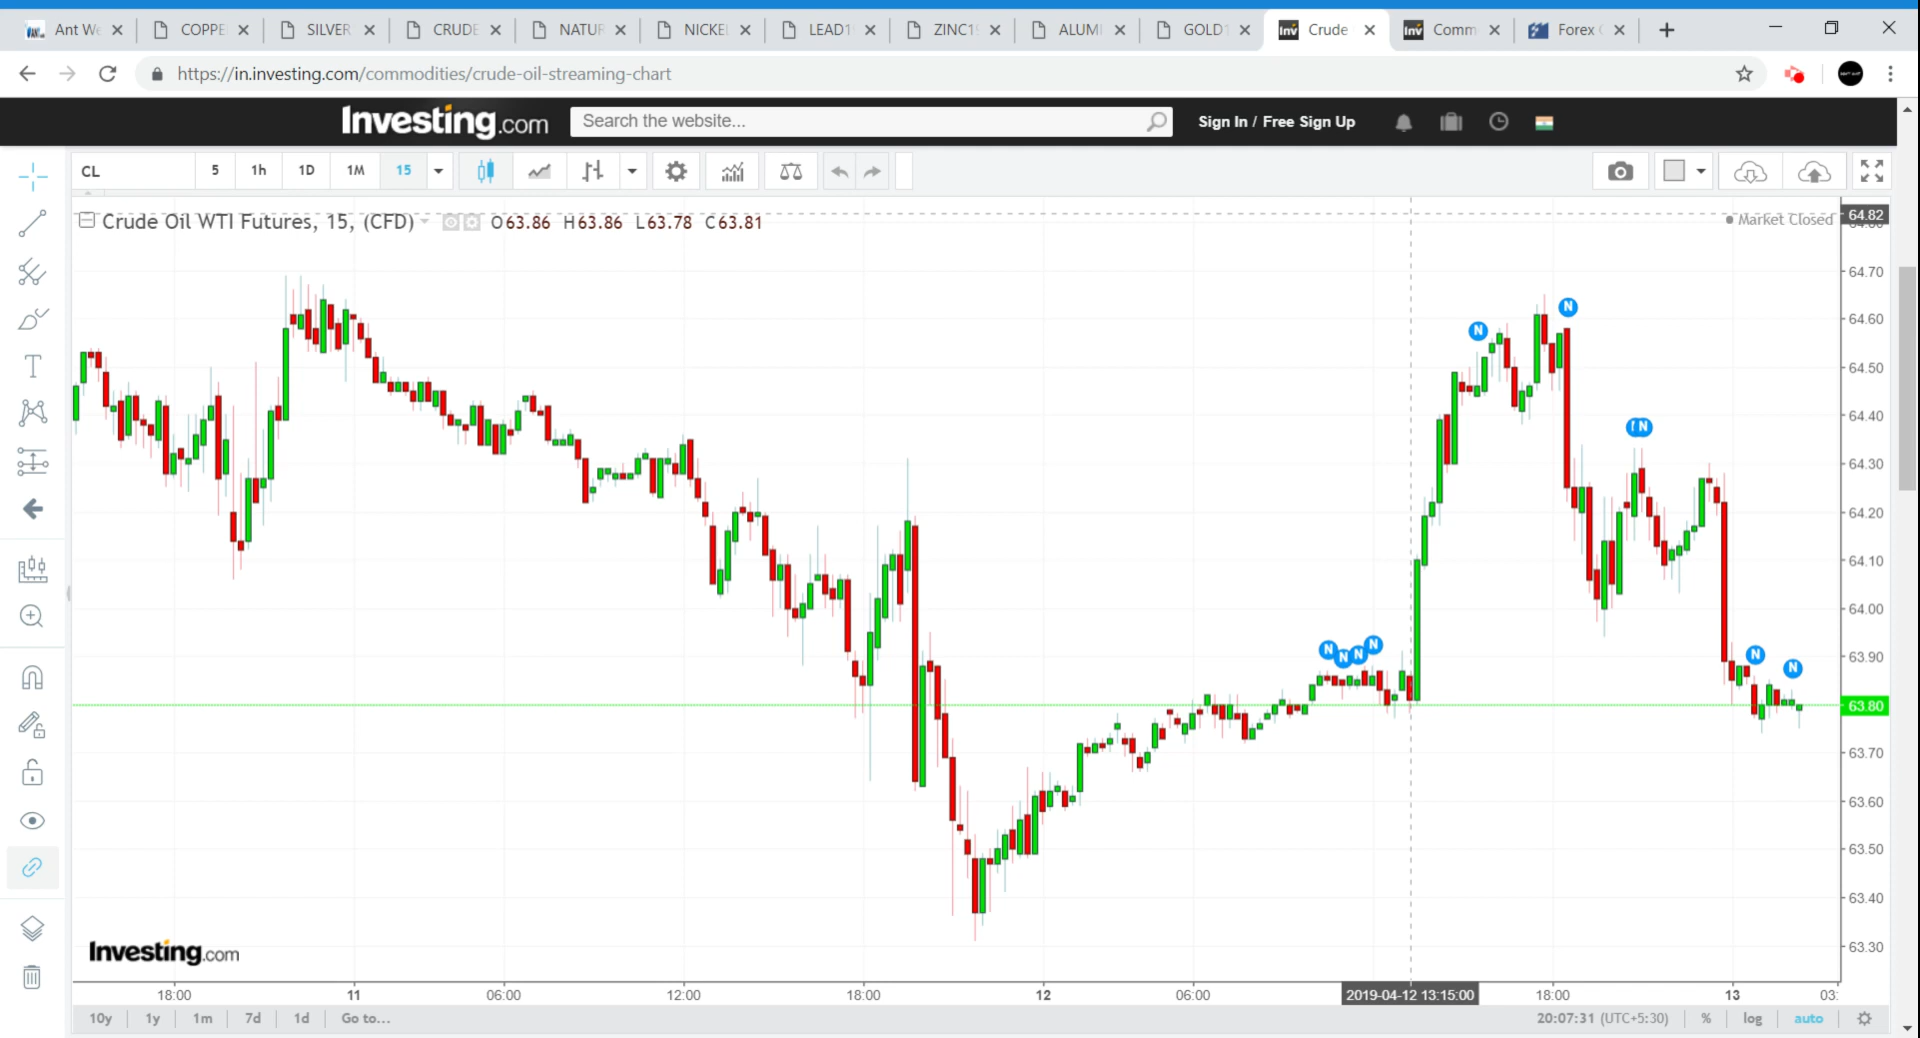 Ant We
COPPE
SILVER
CRUDE
NATUR
NICKEL
LEAD1
ZINC1
ALUMI
GOLD1
Crude
Comm
Forex
https://in.investing.com/commodities/crude-oil-streaming-chart
Investing.com
Search the website...
Sign In / Free Sign Up
CL
5
1h
1D
1M
15
Crude Oil WTI Futures, 15, (CFD)
O63.86 H63.86 L63.78 C63.81
Market Closed
64.82
64.70
64.60
64.50
64.40
64.30
64.20
64.10
64.00
63.90
63.80
63.70
63.60
63.50
63.40
63.30
N
N
N
N N N N
N
N
Investing.com
18:00
11
06:00
12:00
18:00
12
06:00
2019-04-12 13:15:00
18:00
13
03:
10y
1y
1m
7d
1d
Go to...
20:07:31 (UTC+5:30)
%
log
auto